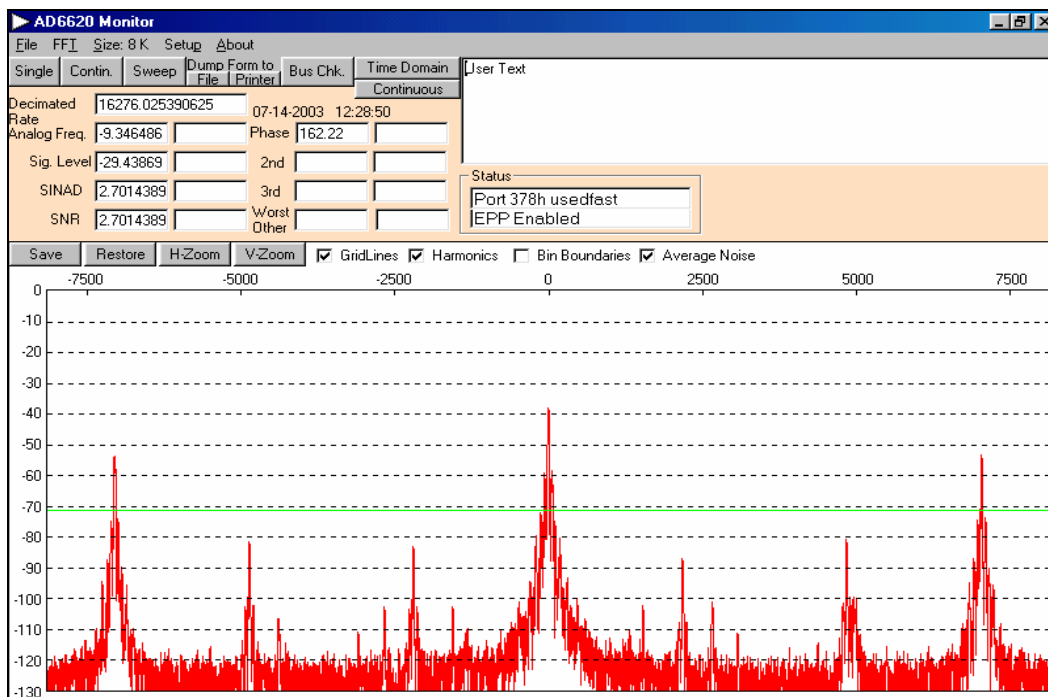 AD6620 Monitor
File FFT Size: 8 K Setup About
Single Contin. Sweep Dump Form to File Printer Bus Chk. Time Domain Continuous
User Text
Decimated Rate 16276.025390625 07-14-2003 12:28:50
Analog Freq. -9.346486 Phase 162.22
Sig. Level -29.43869 2nd
SINAD 2.7014389 3rd
SNR 2.7014389 Worst Other
Status
Port 378h usedfast
EPP Enabled
Save Restore H-Zoom V-Zoom GridLines Harmonics Bin Boundaries Average Noise
-7500 -5000 -2500 0 2500 5000 7500
0
-10
-20
-30
-40
-50
-60
-70
-80
-90
-100
-110
-120
-130